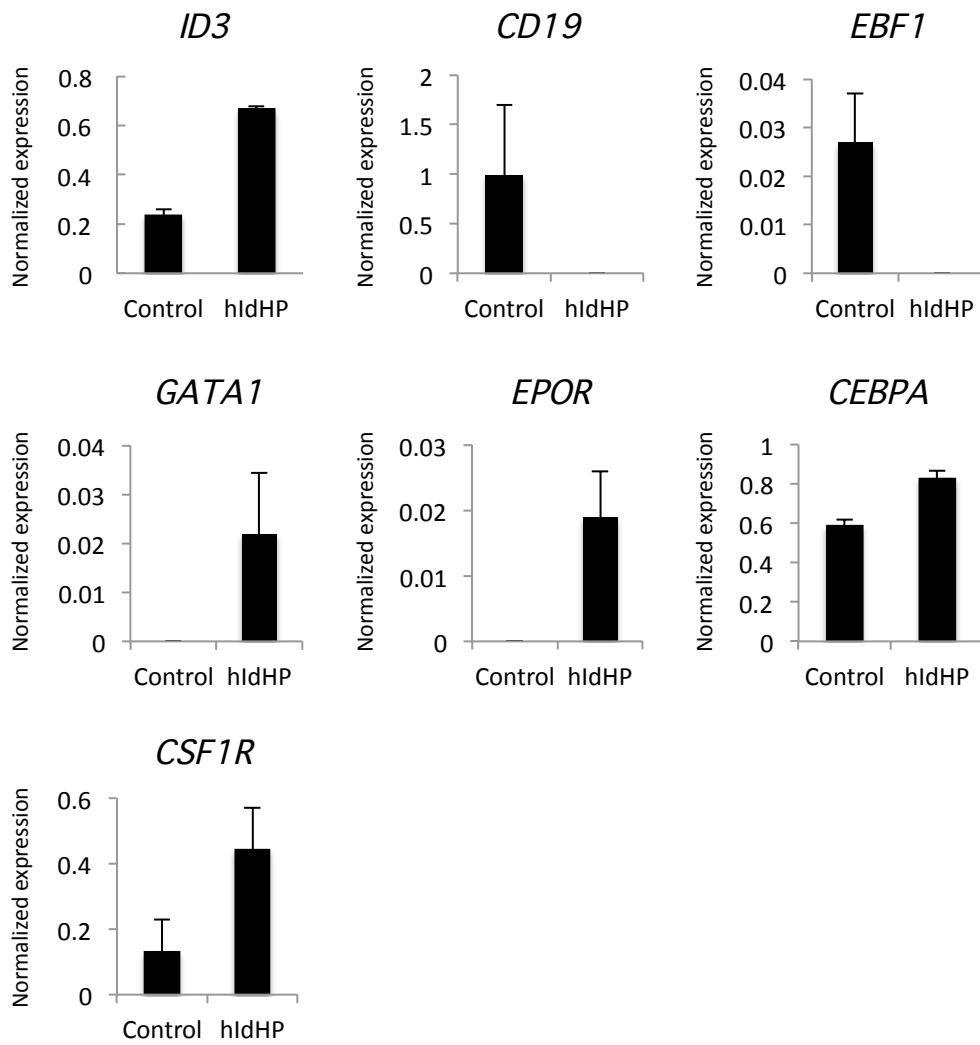 ID3
Normalized expression
0.8
0.6
0.4
0.2
0
Control hIdHP
CD19
Normalized expression
2
1.5
1
0.5
0
Control hIdHP
EBF1
Normalized expression
0.04
0.03
0.02
0.01
0
Control hIdHP
GATA1
Normalized expression
0.04
0.03
0.02
0.01
0
Control hIdHP
EPOR
Normalized expression
0.03
0.02
0.01
0
Control hIdHP
CEBPA
Normalized expression
1
0.8
0.6
0.4
0.2
0
Control hIdHP
CSF1R
Normalized expression
0.6
0.4
0.2
0
Control hIdHP